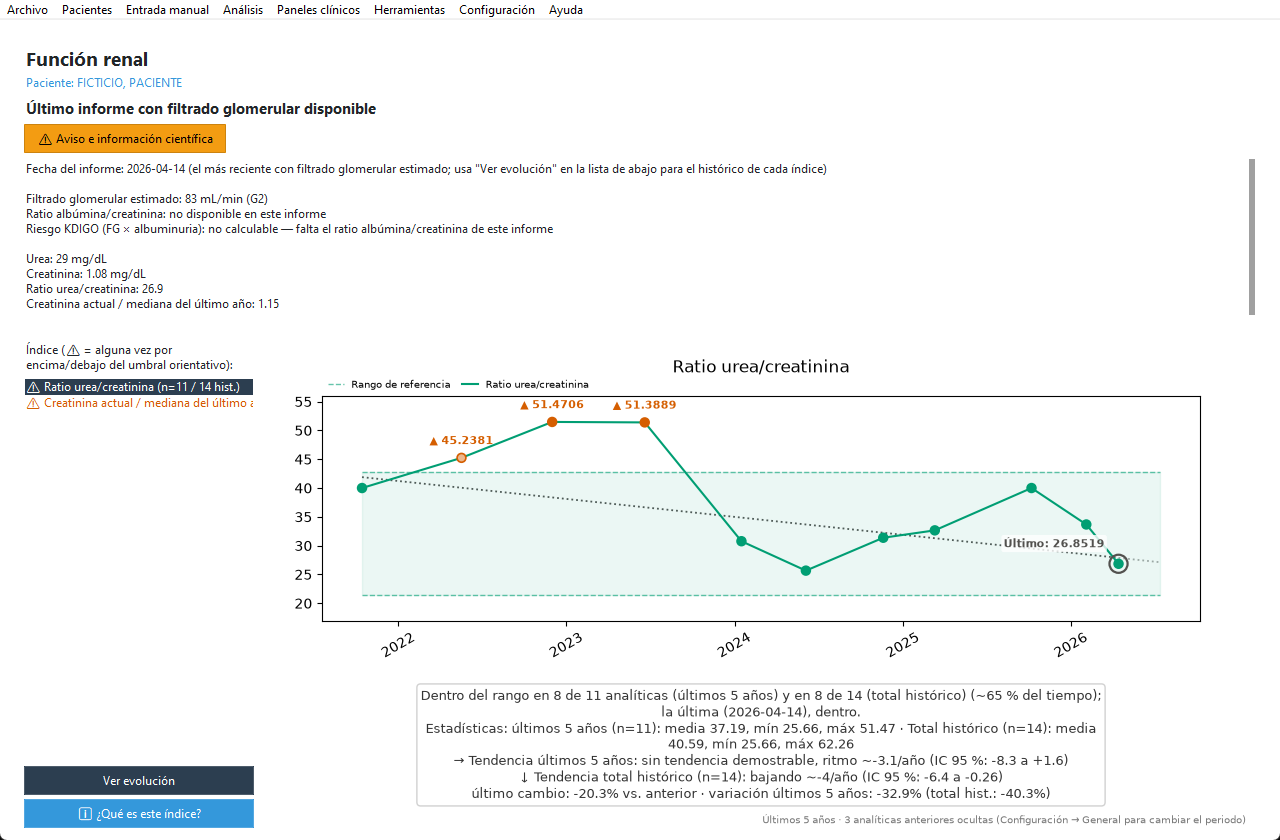 Archivo Pacientes Entrada manual Análisis Paneles clínicos Herramientas Configuración Ayuda
Función renal
Paciente: FICTICIO, PACIENTE
Último informe con filtrado glomerular disponible
⚠ Aviso e información científica
Fecha del informe: 2026-04-14 (el más reciente con filtrado glomerular estimado; usa "Ver evolución" en la lista de abajo para el histórico de cada índice)
Filtrado glomerular estimado: 83 mL/min (G2)
Ratio albúmina/creatinina: no disponible en este informe
Riesgo KDIGO (FG × albuminuria): no calculable — falta el ratio albúmina/creatinina de este informe
Urea: 29 mg/dL
Creatinina: 1.08 mg/dL
Ratio urea/creatinina: 26.9
Creatinina actual / mediana del último año: 1.15
Índice (⚠ = alguna vez por
encima/debajo del umbral orientativo):
⚠ Ratio urea/creatinina (n=11 / 14 hist.)
⚠ Creatinina actual / mediana del último a
Ratio urea/creatinina
Rango de referencia Ratio urea/creatinina
55
50
45
40
35
30
25
20
▲ 45.2381
▲ 51.4706
▲ 51.3889
Último: 26.8519
2022 2023 2024 2025 2026
Dentro del rango en 8 de 11 analíticas (últimos 5 años) y en 8 de 14 (total histórico) (~65 % del tiempo);
la última (2026-04-14), dentro.
Estadísticas: últimos 5 años (n=11): media 37.19, mín 25.66, máx 51.47 · Total histórico (n=14): media
40.59, mín 25.66, máx 62.26
→ Tendencia últimos 5 años: sin tendencia demostrable, ritmo ~-3.1/año (IC 95 %: -8.3 a +1.6)
↓ Tendencia total histórico (n=14): bajando ~-4/año (IC 95 %: -6.4 a -0.26)
último cambio: -20.3% vs. anterior · variación últimos 5 años: -32.9% (total hist.: -40.3%)
Ver evolución
ℹ ¿Qué es este índice?
Últimos 5 años · 3 analíticas anteriores ocultas (Configuración → General para cambiar el periodo)